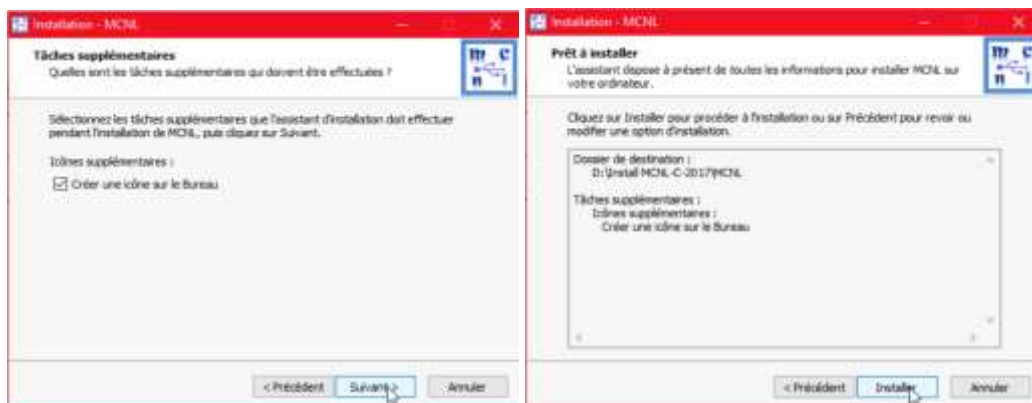 Installation - MCNL
Tâches supplémentaires
Quelles sont les tâches supplémentaires qui doivent être effectuées ?
m c
n l
Sélectionnez les tâches supplémentaires que l'assistant d'installation doit effectuer
pendant l'installation de MCNL, puis cliquez sur Suivant.
Icônes supplémentaires :
Créer une icône sur le Bureau
< Précédent
Suivant >
Annuler
Installation - MCNL
Prêt à installer
L'assistant dispose à présent de toutes les informations pour installer MCNL sur
votre ordinateur.
m c
n l
Cliquez sur Installer pour procéder à l'installation ou sur Précédent pour revoir ou
modifier une option d'installation.
Dossier de destination :
D:\Install-MCNL-C-2017\MCNL
Tâches supplémentaires :
Icônes supplémentaires :
Créer une icône sur le Bureau
< Précédent
Installer
Annuler